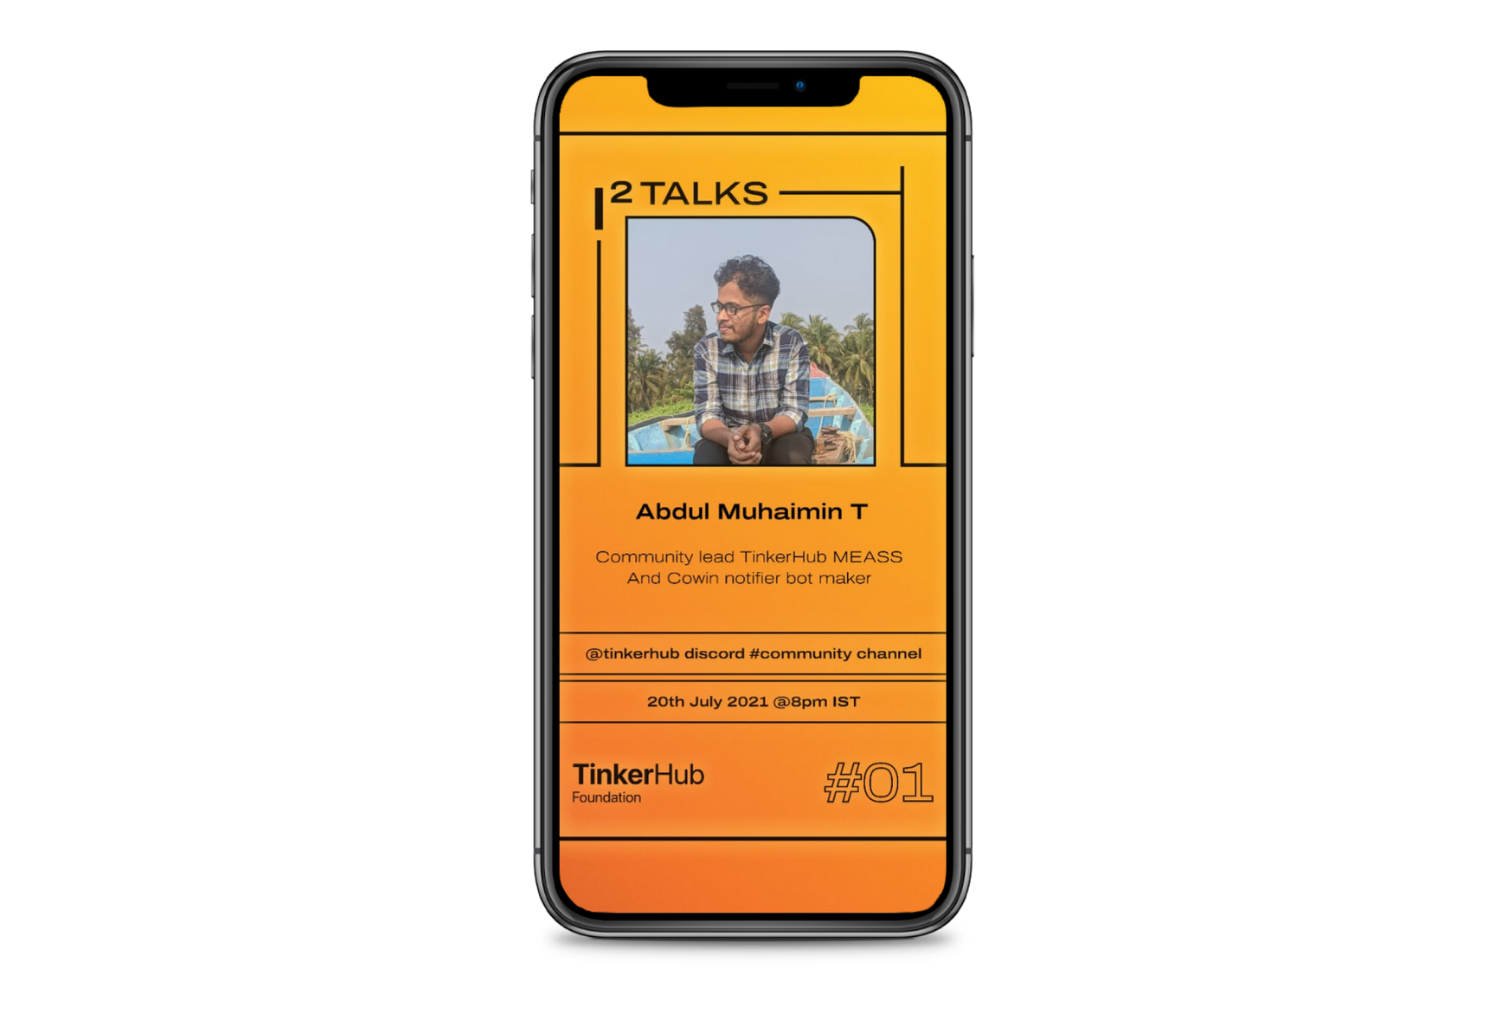 I2 TALKS
Abdul Muhaimin T
Community lead TinkerHub MEASS
And Cowin notifier bot maker
@tinkerhub discord #community channel
20th July 2021 @8pm IST
TinkerHub
Foundation
#01